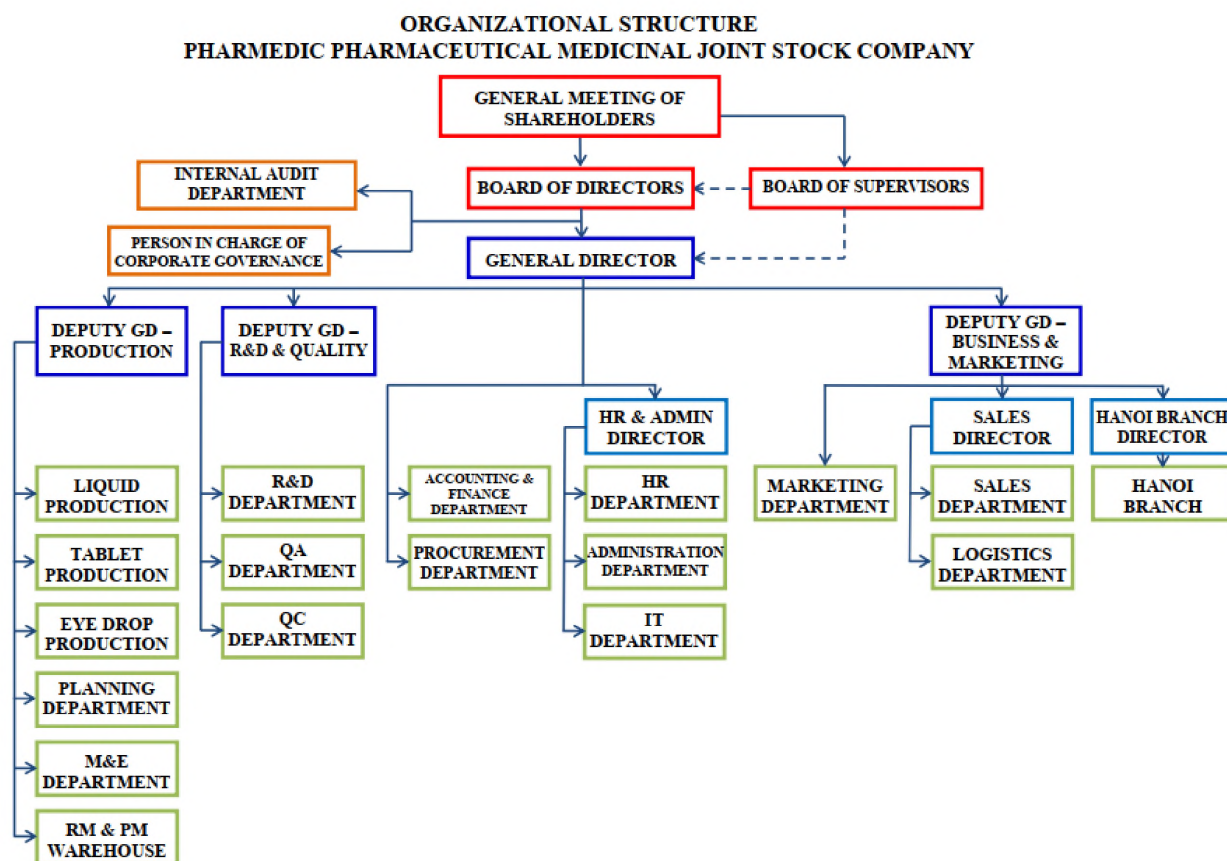 ORGANIZATIONAL STRUCTURE
PHARMEDIC PHARMACEUTICAL MEDICINAL JOINT STOCK COMPANY
GENERAL MEETING OF
SHAREHOLDERS
INTERNAL AUDIT
DEPARTMENT
BOARD OF DIRECTORS
BOARD OF SUPERVISORS
PERSON IN CHARGE OF
CORPORATE GOVERNANCE
GENERAL DIRECTOR
DEPUTY GD –
PRODUCTION
DEPUTY GD –
R&D & QUALITY
DEPUTY GD –
BUSINESS &
MARKETING
HR & ADMIN
DIRECTOR
SALES
DIRECTOR
HANOI BRANCH
DIRECTOR
LIQUID
PRODUCTION
R&D
DEPARTMENT
ACCOUNTING &
FINANCE
DEPARTMENT
HR
DEPARTMENT
MARKETING
DEPARTMENT
SALES
DEPARTMENT
HANOI
BRANCH
TABLET
PRODUCTION
QA
DEPARTMENT
PROCUREMENT
DEPARTMENT
ADMINISTRATION
DEPARTMENT
LOGISTICS
DEPARTMENT
EYE DROP
PRODUCTION
QC
DEPARTMENT
IT
DEPARTMENT
PLANNING
DEPARTMENT
M&E
DEPARTMENT
RM & PM
WAREHOUSE